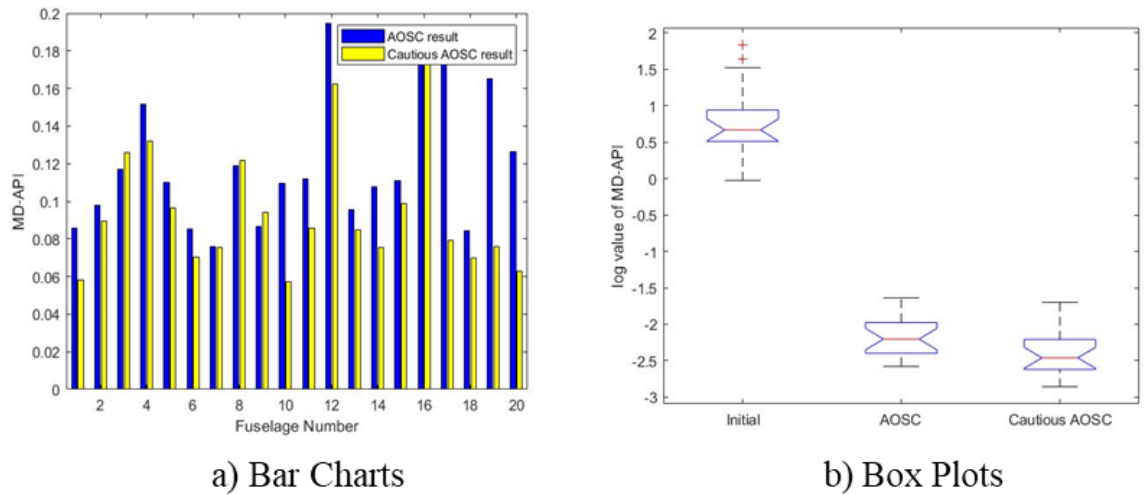 0.2
0.18
0.16
0.14
0.12
0.1
0.08
0.06
0.04
0.02
0
MD-API
AOSC result
Cautious AOSC result
2 4 6 8 10 12 14 16 18 20
Fuselage Number
a) Bar Charts
2
1.5
1
0.5
0
-0.5
-1
-1.5
-2
-2.5
-3
log value of MD-API
Initial AOSC Cautious AOSC
b) Box Plots